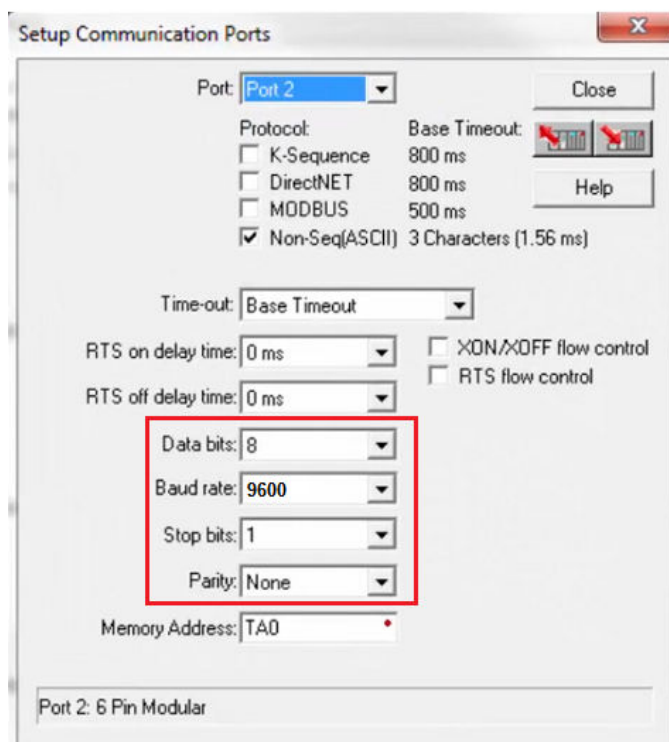 Setup Communication Ports
Port: Port 2
Close
Protocol: Base Timeout:
K-Sequence 800 ms
DirectNET 800 ms
Help
MODBUS 500 ms
Non-Seq(ASCII) 3 Characters (1.56 ms)
Time-out: Base Timeout
RTS on delay time: 0 ms XON/XOFF flow control
RTS flow control
RTS off delay time: 0 ms
Data bits: 8
Baud rate: 9600
Stop bits: 1
Parity: None
Memory Address: TA0
Port 2: 6 Pin Modular